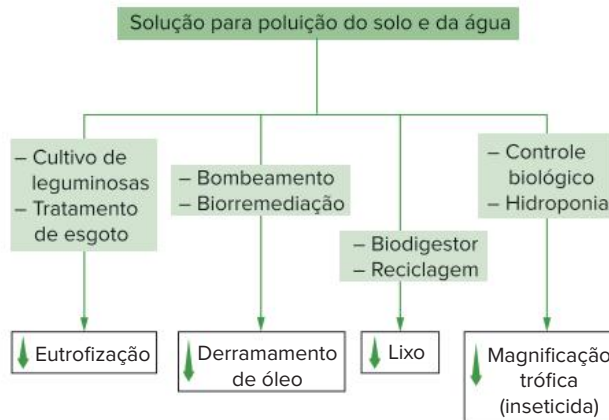 Solução para poluição do solo e da água
– Cultivo de
leguminosas
– Tratamento
de esgoto
– Bombeamento
– Biorremediação
– Biodigestor
– Reciclagem
– Controle
biológico
– Hidroponia
Eutrofização
Derramamento
de óleo
Lixo
Magnificação
trófica
(inseticida)